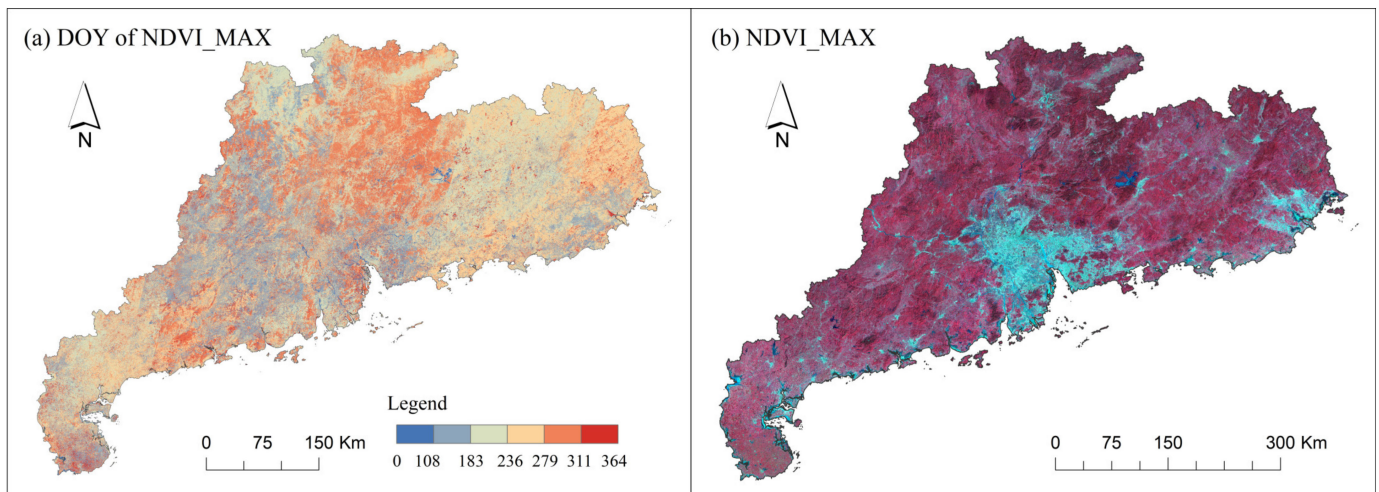 (a) DOY of NDVI_MAX
N
Legend
0 75 150 Km
0 108 183 236 279 311 364
(b) NDVI_MAX
N
0 75 150 300 Km